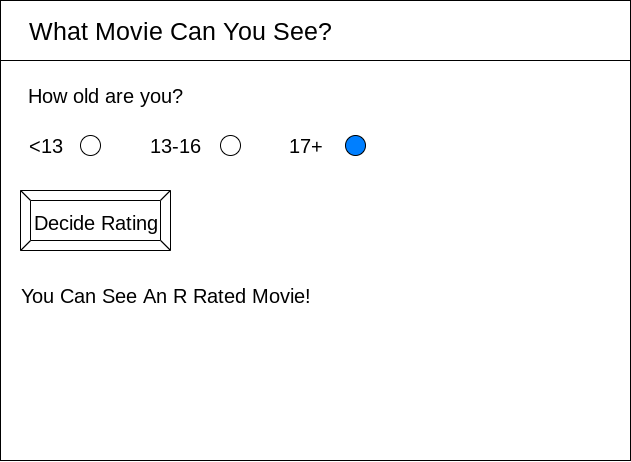 What Movie Can You See?
How old are you?
<13 13-16 17+
Decide Rating
You Can See An R Rated Movie!